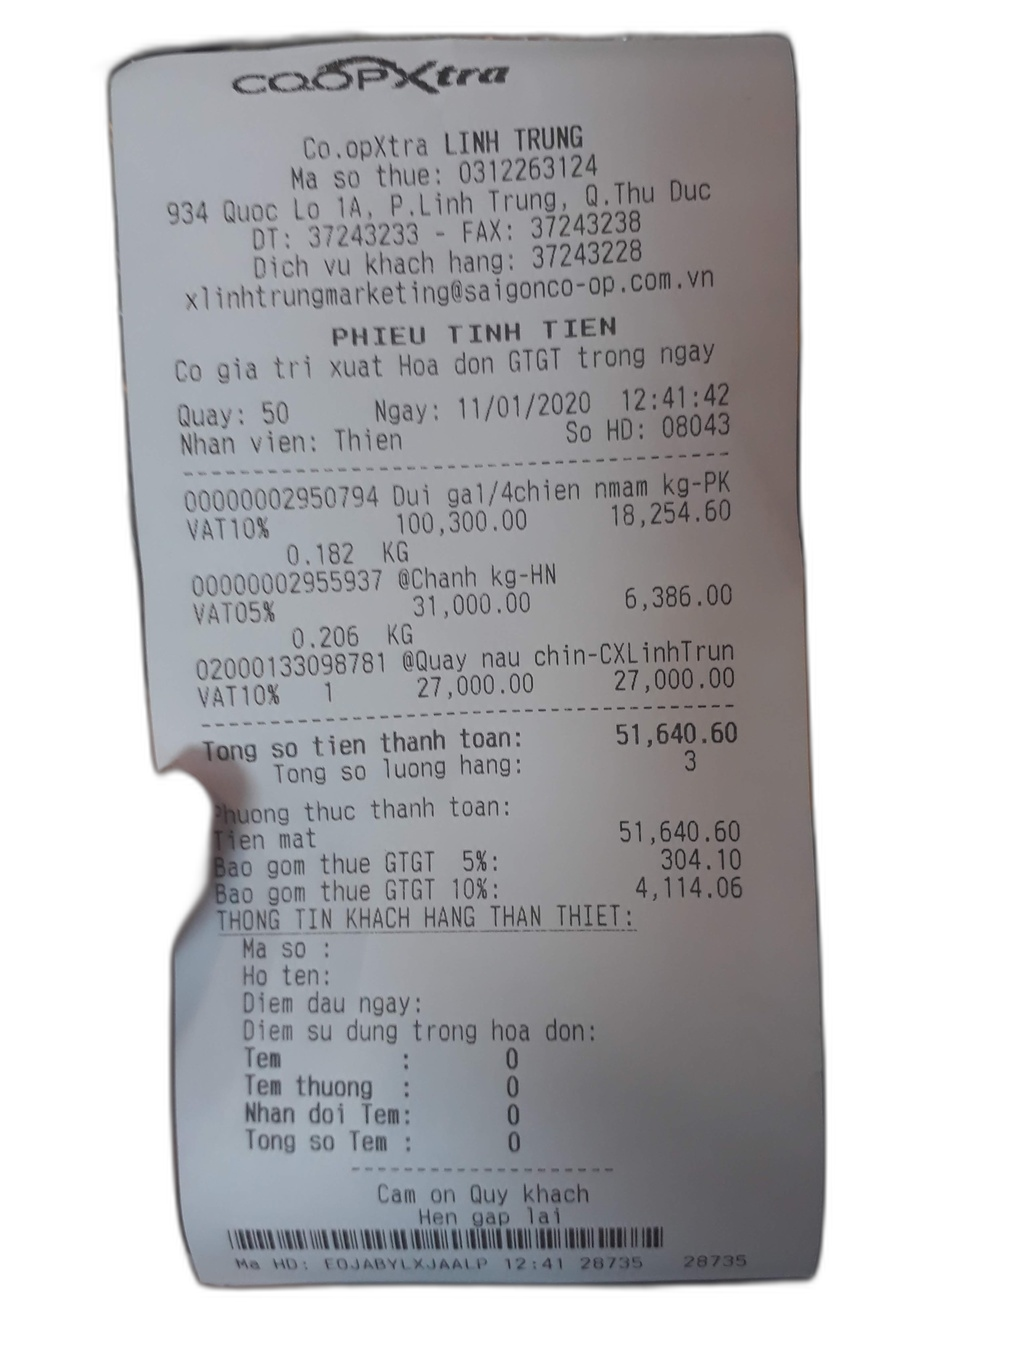 COOPXtra
Co.opXtra LINH TRUNG
Ma so thue: 0312263124
934 Quoc Lo 1A, P.Linh Trung, Q.Thu Duc
DT: 37243233 - FAX: 37243238
Dich vu khach hang: 37243228
xlinhtrungmarketing@saigonco-op.com.vn
PHIEU TINH TIEN
Co gia tri xuat Hoa don GTGT trong ngay
Quay: 50 Ngay: 11/01/2020 12:41:42
Nhan vien: Thien So HD: 08043
00000002950794 Dui ga1/4chien nmam kg-PK
VAT10% 100,300.00 18,254.60
0.182 KG
00000002955937 @Chanh kg-HN
VAT05% 31,000.00 6,386.00
0.206 KG
02000133098781 @Quay nau chin-CXLinhTrun
VAT10% 1 27,000.00 27,000.00
Tong so tien thanh toan: 51,640.60
Tong so luong hang: 3
Phuong thuc thanh toan:
Tien mat 51,640.60
Bao gom thue GTGT 5%: 304.10
Bao gom thue GTGT 10%: 4,114.06
THONG TIN KHACH HANG THAN THIET:
Ma so :
Ho ten:
Diem dau ngay:
Diem su dung trong hoa don:
Tem : 0
Tem thuong : 0
Nhan doi Tem: 0
Tong so Tem : 0
Cam on Quy khach
Hen gap lai
Ma HD: EOJABYLXJAALP 12:41 28735 28735